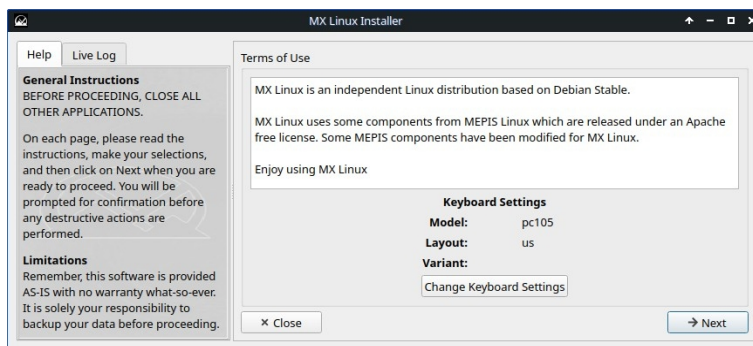 MX Linux Installer
Help
Live Log
General Instructions
BEFORE PROCEEDING, CLOSE ALL
OTHER APPLICATIONS.
On each page, please read the
instructions, make your selections,
and then click on Next when you are
ready to proceed. You will be
prompted for confirmation before
any destructive actions are
performed.
Limitations
Remember, this software is provided
AS-IS with no warranty what-so-ever.
It is solely your responsibility to
backup your data before proceeding.
Terms of Use
MX Linux is an independent Linux distribution based on Debian Stable.
MX Linux uses some components from MEPIS Linux which are released under an Apache
free license. Some MEPIS components have been modified for MX Linux.
Enjoy using MX Linux
Keyboard Settings
Model: pc105
Layout: us
Variant:
Change Keyboard Settings
Close
Next